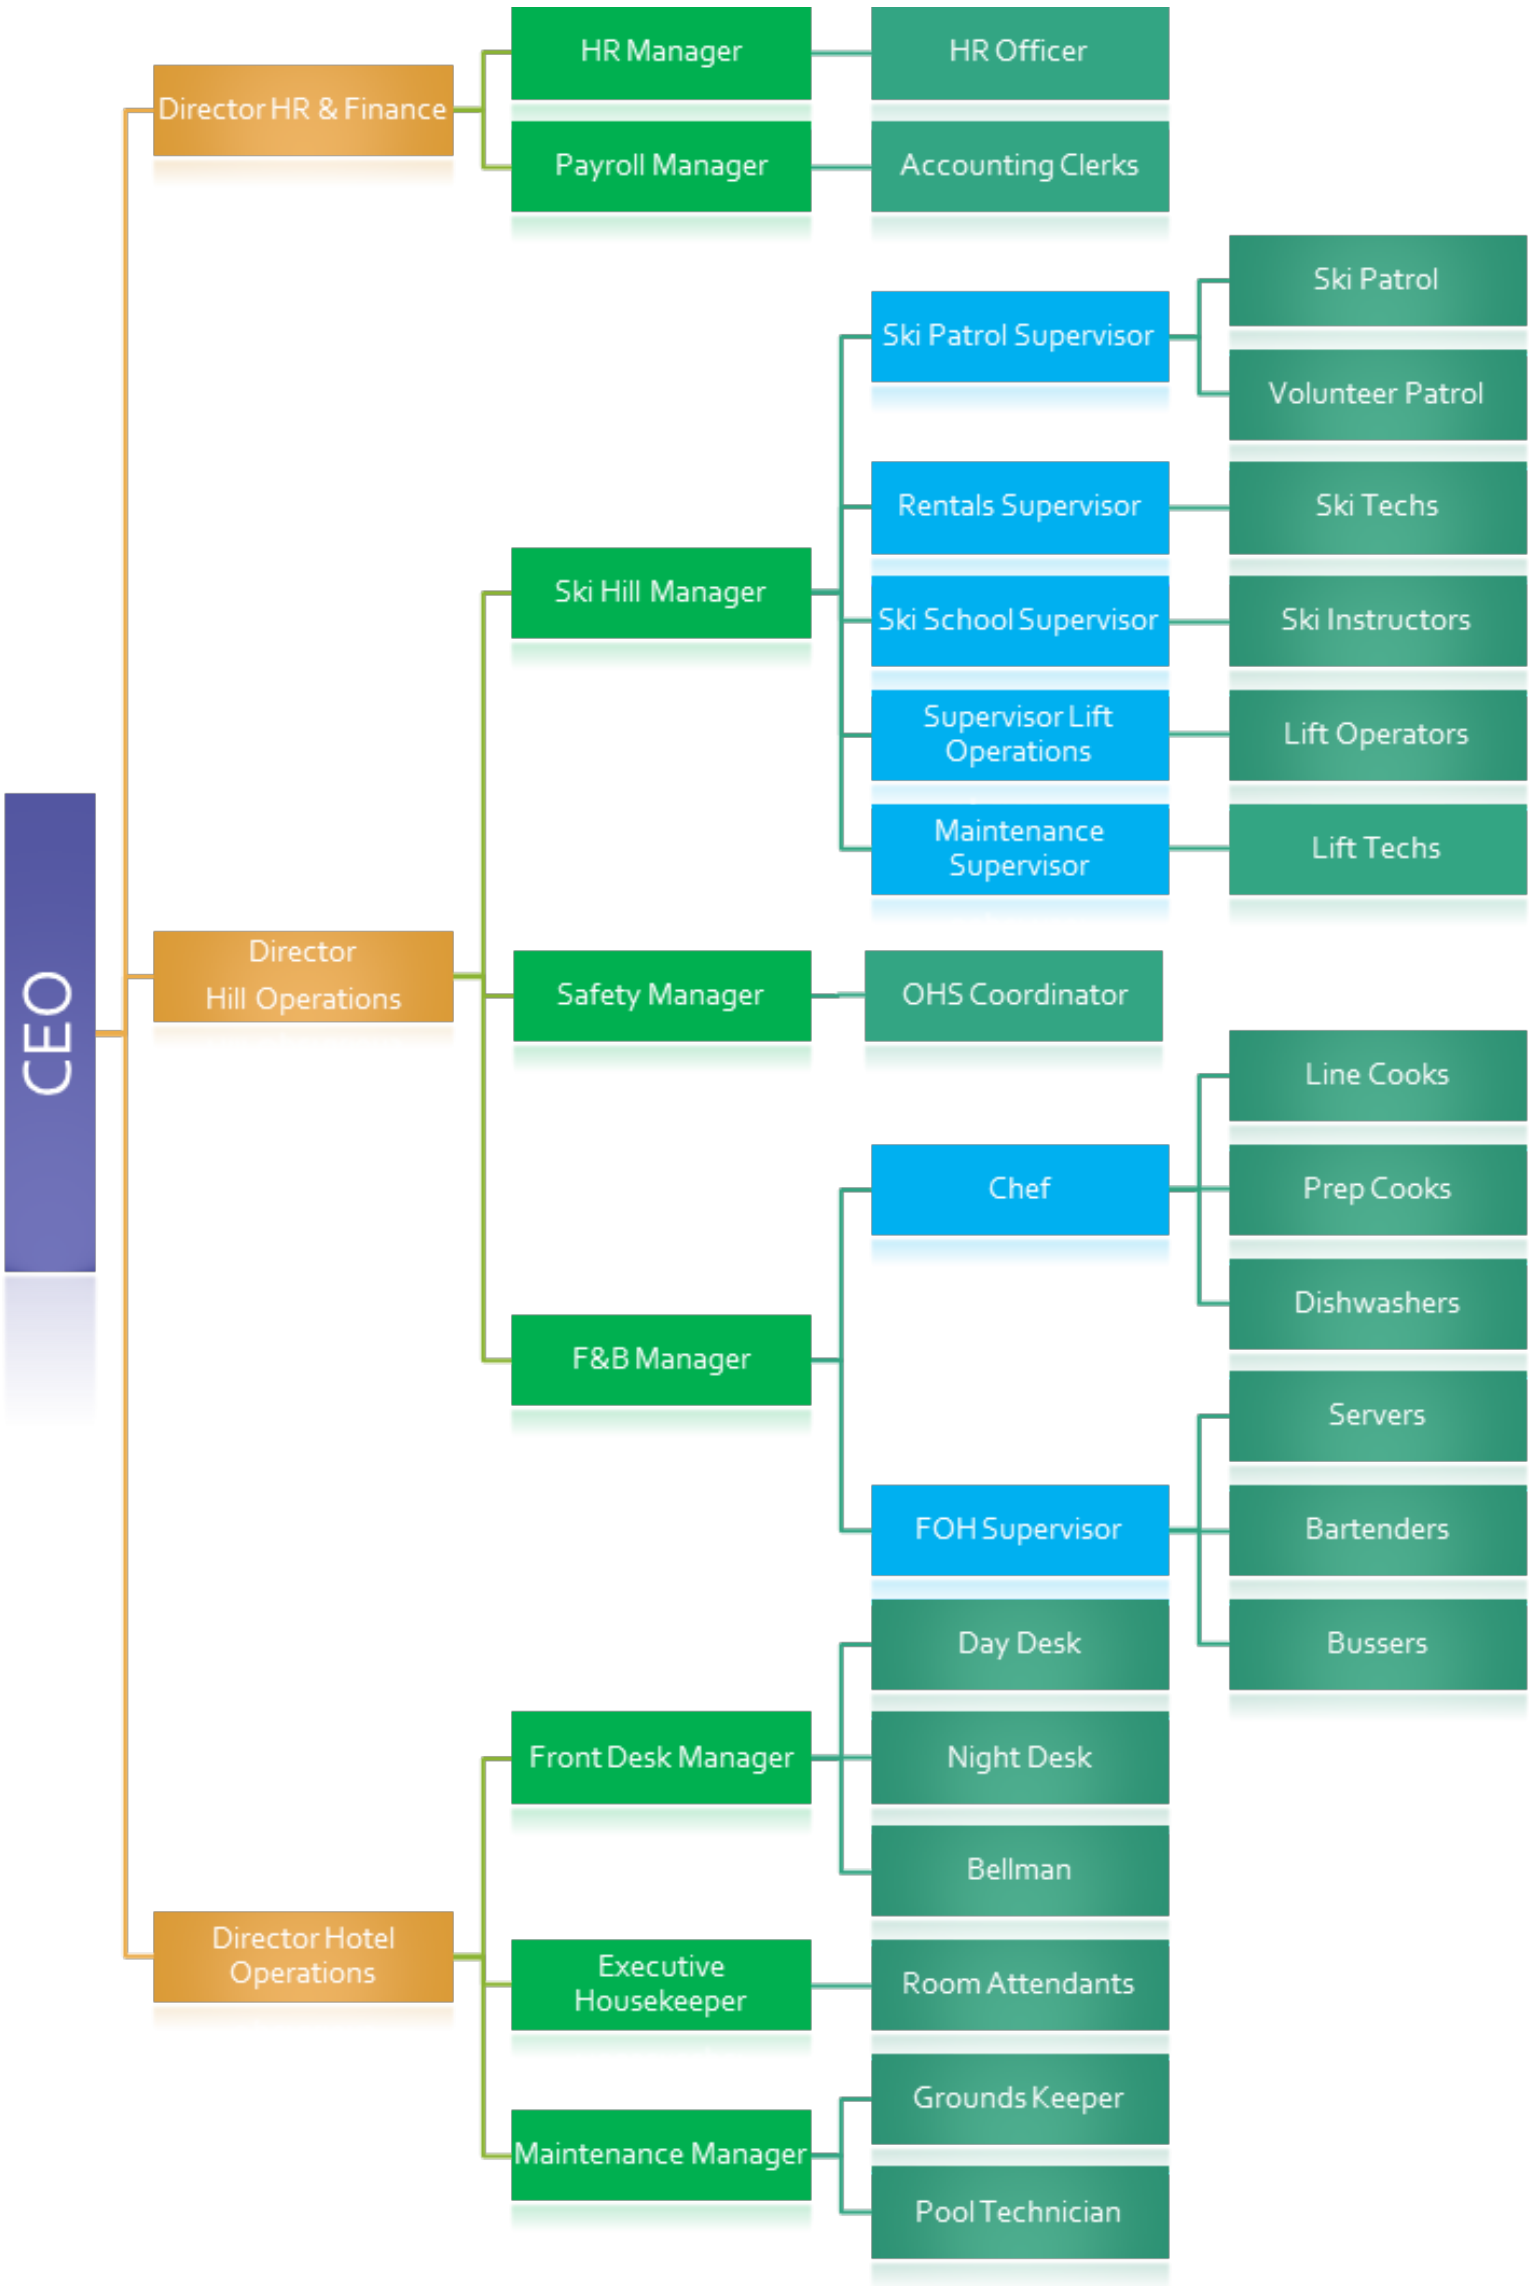 HR Manager
HR Officer
Director HR & Finance
Payroll Manager
Accounting Clerks
Ski Patrol
Ski Patrol Supervisor
Volunteer Patrol
Rentals Supervisor
Ski Techs
Ski Hill Manager
Ski School Supervisor
Ski Instructors
Supervisor Lift
Operations
Lift Operators
Maintenance
Supervisor
Lift Techs
CEO
Director
Hill Operations
Safety Manager
OHS Coordinator
Line Cooks
Chef
Prep Cooks
Dishwashers
F&B Manager
Servers
FOH Supervisor
Bartenders
Day Desk
Bussers
Front Desk Manager
Night Desk
Bellman
Director Hotel
Operations
Executive
Housekeeper
Room Attendants
Grounds Keeper
Maintenance Manager
Pool Technician